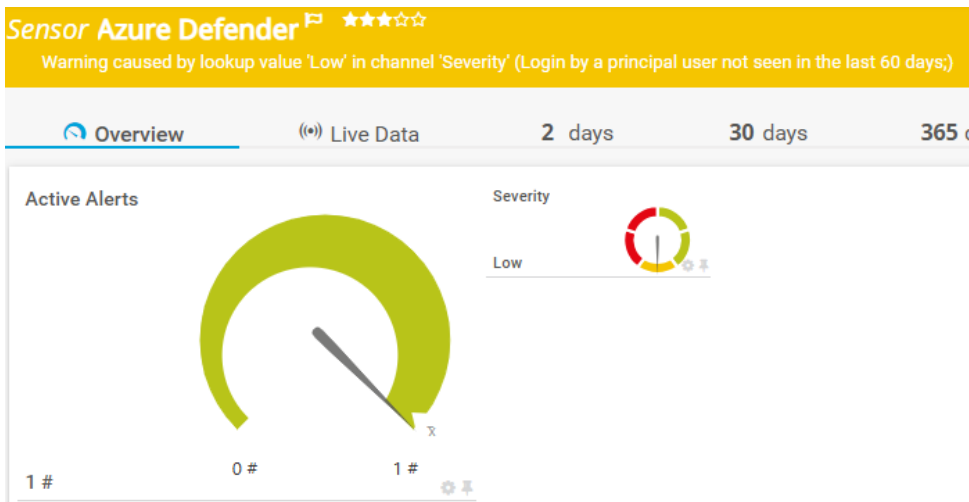 Sensor Azure Defender
Warning caused by lookup value 'Low' in channel 'Severity' (Login by a principal user not seen in the last 60 days;)
Overview
Live Data
2 days
30 days
365
Active Alerts
Severity
Low
0 #
1 #
1 #